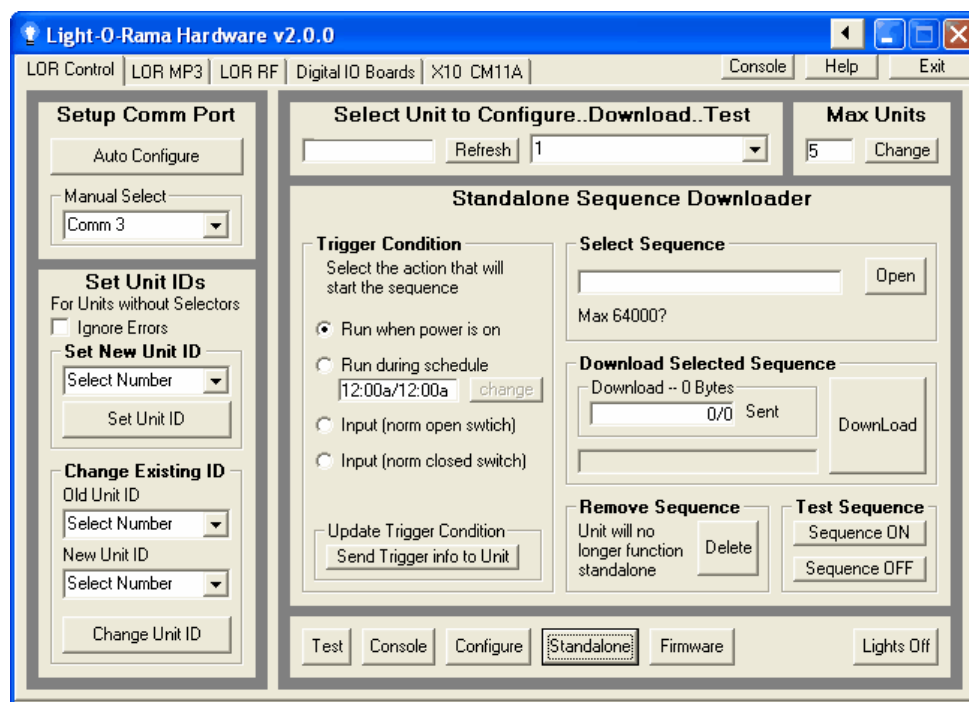 Light-O-Rama Hardware v2.0.0
LOR Control LOR MP3 LOR RF Digital IO Boards X10 CM11A Console Help Exit
Setup Comm Port
Auto Configure
Manual Select
Comm 3
Set Unit IDs
For Units without Selectors
Ignore Errors
Set New Unit ID
Select Number
Set Unit ID
Change Existing ID
Old Unit ID
Select Number
New Unit ID
Select Number
Change Unit ID
Select Unit to Configure..Download..Test
Refresh 1
Max Units
5 Change
Standalone Sequence Downloader
Trigger Condition
Select the action that will
start the sequence
Run when power is on
Run during schedule
12:00a/12:00a change
Input (norm open swtich)
Input (norm closed switch)
Update Trigger Condition
Send Trigger info to Unit
Select Sequence
Open
Max 64000?
Download Selected Sequence
Download -- 0 Bytes
0/0 Sent
DownLoad
Remove Sequence
Unit will no
longer function
standalone
Delete
Test Sequence
Sequence ON
Sequence OFF
Test Console Configure Standalone Firmware Lights Off